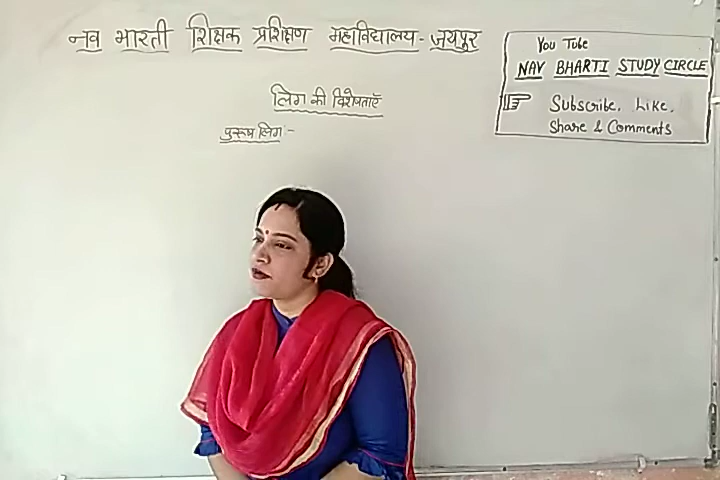 नव भारती शिक्षक प्रशिक्षण महाविद्यालय - जयपुर
You Tube
NAV BHARTI STUDY CIRCLE
Subscribe, Like,
Share & Comments
लिंग की विशेषताएँ
पुरूष लिंग -